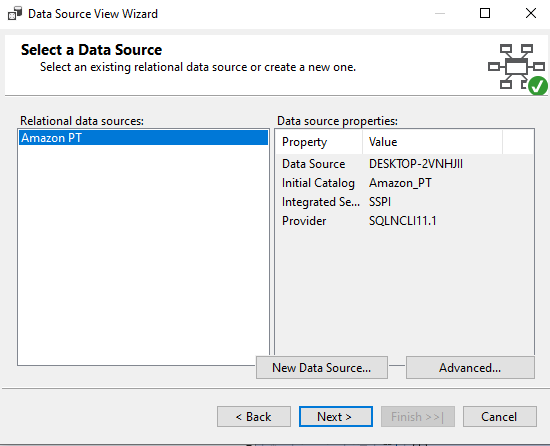 Data Source View Wizard
Select a Data Source
Select an existing relational data source or create a new one.
Relational data sources:
Amazon PT
Data source properties:
Property Value
Data Source DESKTOP-2VNHJII
Initial Catalog Amazon_PT
Integrated Se... SSPI
Provider SQLNCLI11.1
New Data Source... Advanced...
< Back Next > Finish >>| Cancel